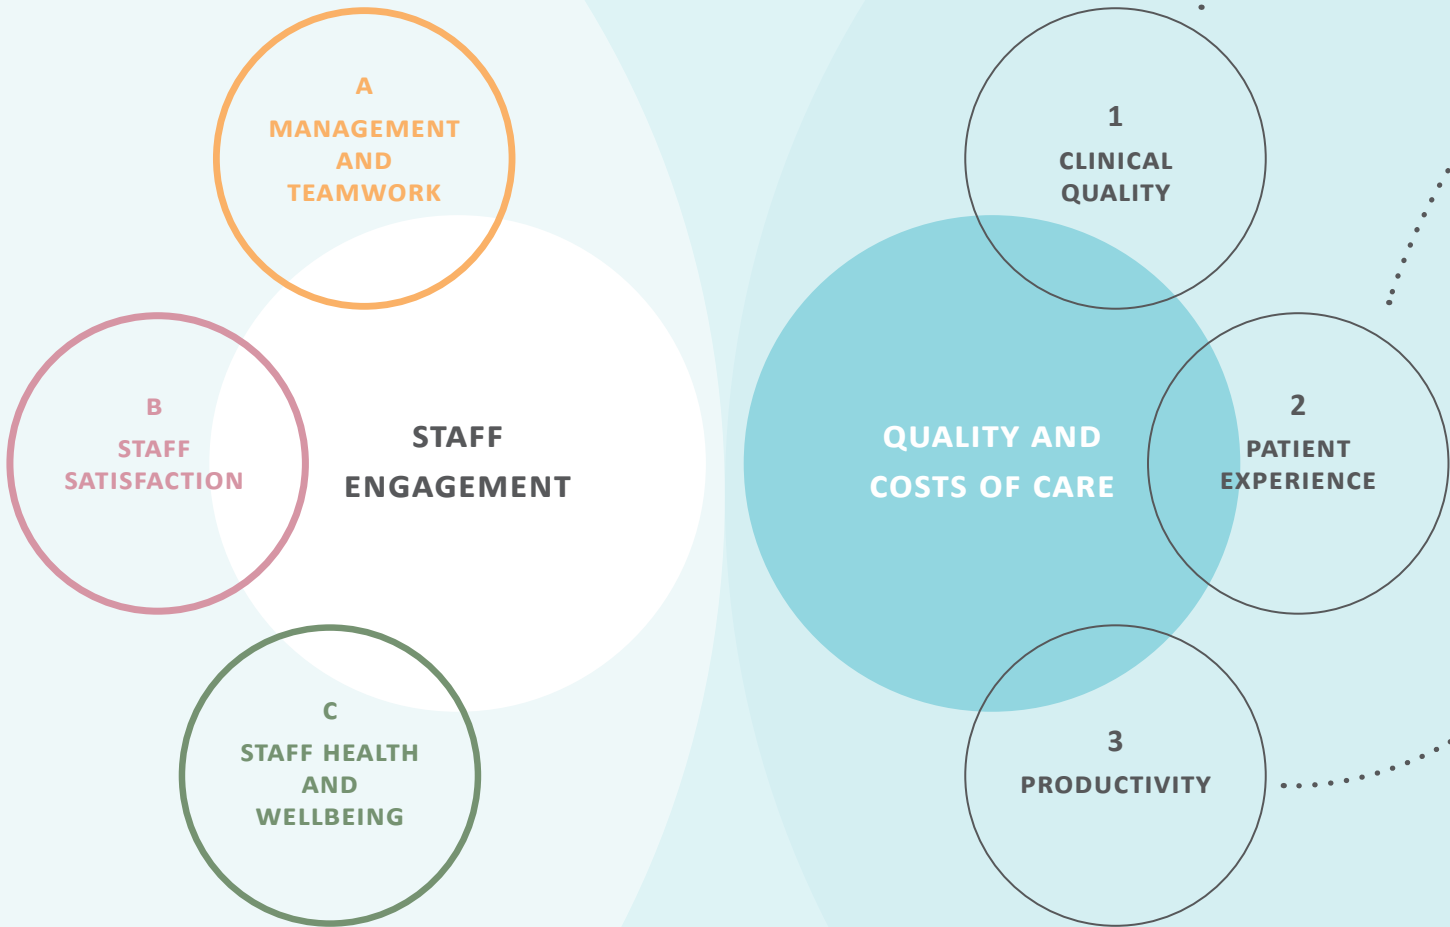 A
MANAGEMENT
AND
TEAMWORK
B
STAFF
SATISFACTION
STAFF
ENGAGEMENT
C
STAFF HEALTH
AND
WELLBEING
1
CLINICAL
QUALITY
QUALITY AND
COSTS OF CARE
2
PATIENT
EXPERIENCE
3
PRODUCTIVITY